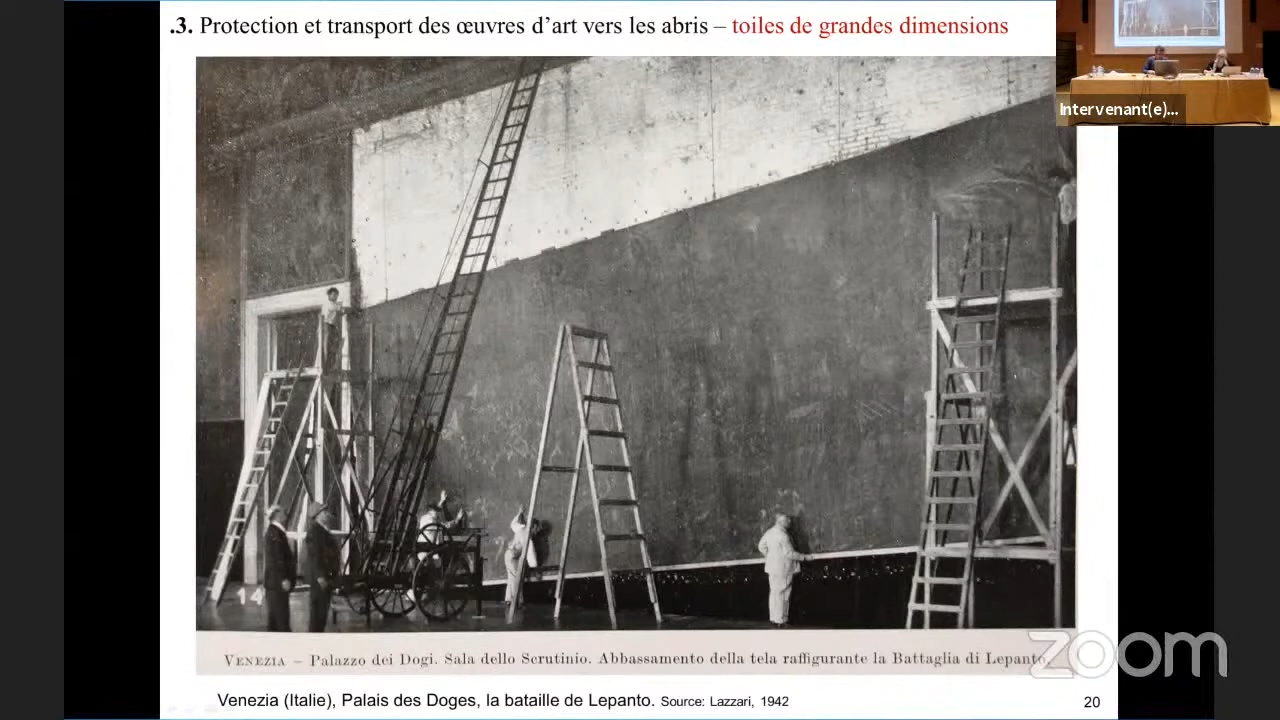 .3. Protection et transport des œuvres d’art vers les abris – toiles de grandes dimensions
Intervenant(e)...
14
VENEZIA – Palazzo dei Dogi. Sala dello Scrutinio. Abbassamento della tela raffigurante la Battaglia di Lepanto.
zoom
Venezia (Italie), Palais des Doges, la bataille de Lepanto. Source: Lazzari, 1942
20